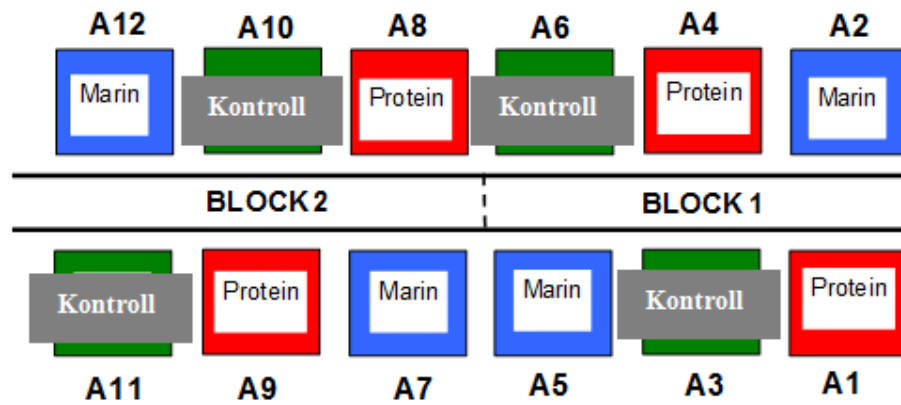 A12 A10 A8 A6 A4 A2
Marin Kontroll Protein Kontroll Protein Marin
BLOCK 2 BLOCK 1
Kontroll Protein Marin Marin Kontroll Protein
A11 A9 A7 A5 A3 A1